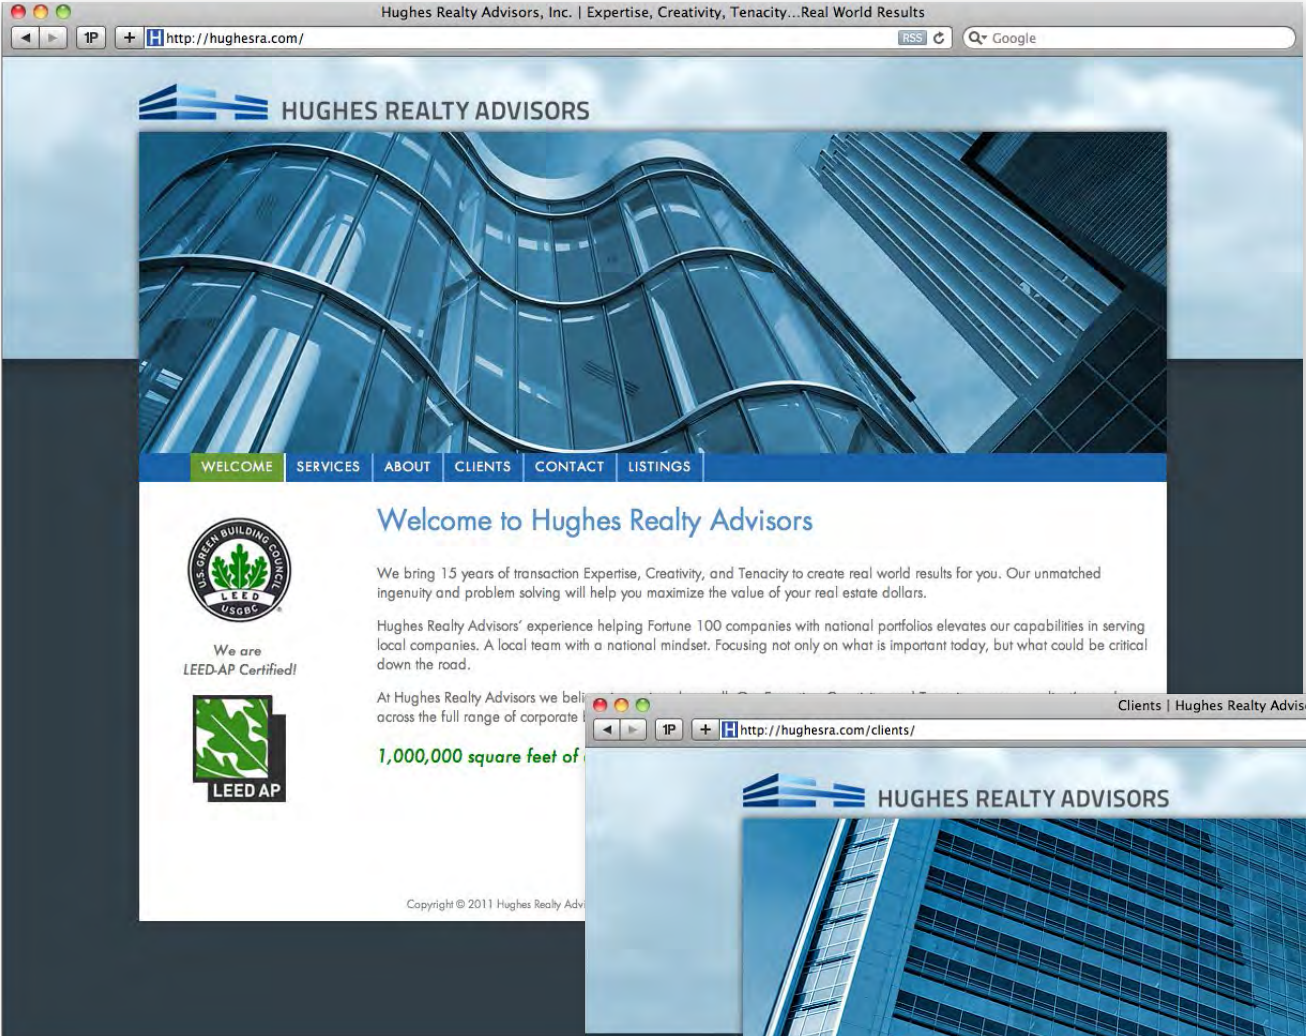 Hughes Realty Advisors, Inc. | Expertise, Creativity, Tenacity...Real World Results
1P + H http://hughesra.com/ RSS Google
HUGHES REALTY ADVISORS
WELCOME SERVICES ABOUT CLIENTS CONTACT LISTINGS
U.S. GREEN BUILDING COUNCIL
LEED
USGBC
We are
LEED-AP Certified!
LEED AP
Welcome to Hughes Realty Advisors
We bring 15 years of transaction Expertise, Creativity, and Tenacity to create real world results for you. Our unmatched
ingenuity and problem solving will help you maximize the value of your real estate dollars.
Hughes Realty Advisors’ experience helping Fortune 100 companies with national portfolios elevates our capabilities in serving
local companies. A local team with a national mindset. Focusing not only on what is important today, but what could be critical
down the road.
At Hughes Realty Advisors we
across the full range of corporate
1,000,000 square feet of
Copyright © 2011 Hughes Realty
Clients | Hughes Realty
1P + H http://hughesra.com/clients/
HUGHES REALTY ADVISORS